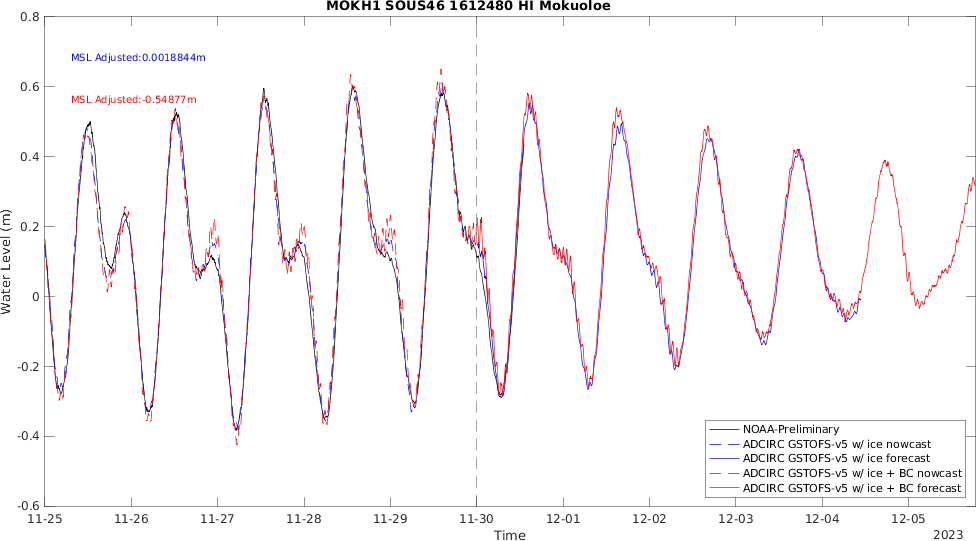 MOKH1 SOUS46 1612480 HI Mokuoloe
0.8
0.6
0.4
0.2
0
-0.2
-0.4
-0.6
Water Level (m)
MSL Adjusted:0.0018844m
MSL Adjusted:-0.54877m
NOAA-Preliminary
ADCIRC GSTOFS-v5 w/ ice nowcast
ADCIRC GSTOFS-v5 w/ ice forecast
ADCIRC GSTOFS-v5 w/ ice + BC nowcast
ADCIRC GSTOFS-v5 w/ ice + BC forecast
11-25 11-26 11-27 11-28 11-29 11-30 12-01 12-02 12-03 12-04 12-05
Time
2023